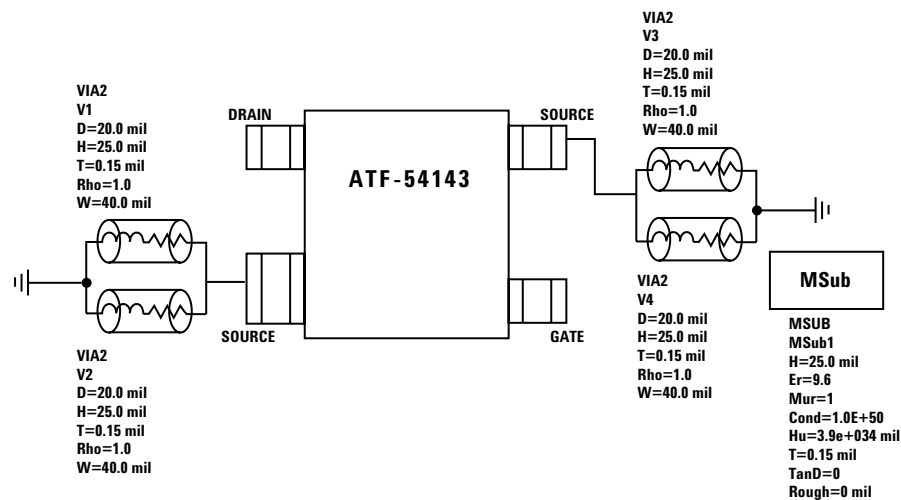 VIA2
V1
D=20.0 mil
H=25.0 mil
T=0.15 mil
Rho=1.0
W=40.0 mil
VIA2
V2
D=20.0 mil
H=25.0 mil
T=0.15 mil
Rho=1.0
W=40.0 mil
DRAIN
SOURCE
ATF-54143
SOURCE
GATE
VIA2
V3
D=20.0 mil
H=25.0 mil
T=0.15 mil
Rho=1.0
W=40.0 mil
VIA2
V4
D=20.0 mil
H=25.0 mil
T=0.15 mil
Rho=1.0
W=40.0 mil
MSub
MSUB
MSub1
H=25.0 mil
Er=9.6
Mur=1
Cond=1.0E+50
Hu=3.9e+034 mil
T=0.15 mil
TanD=0
Rough=0 mil